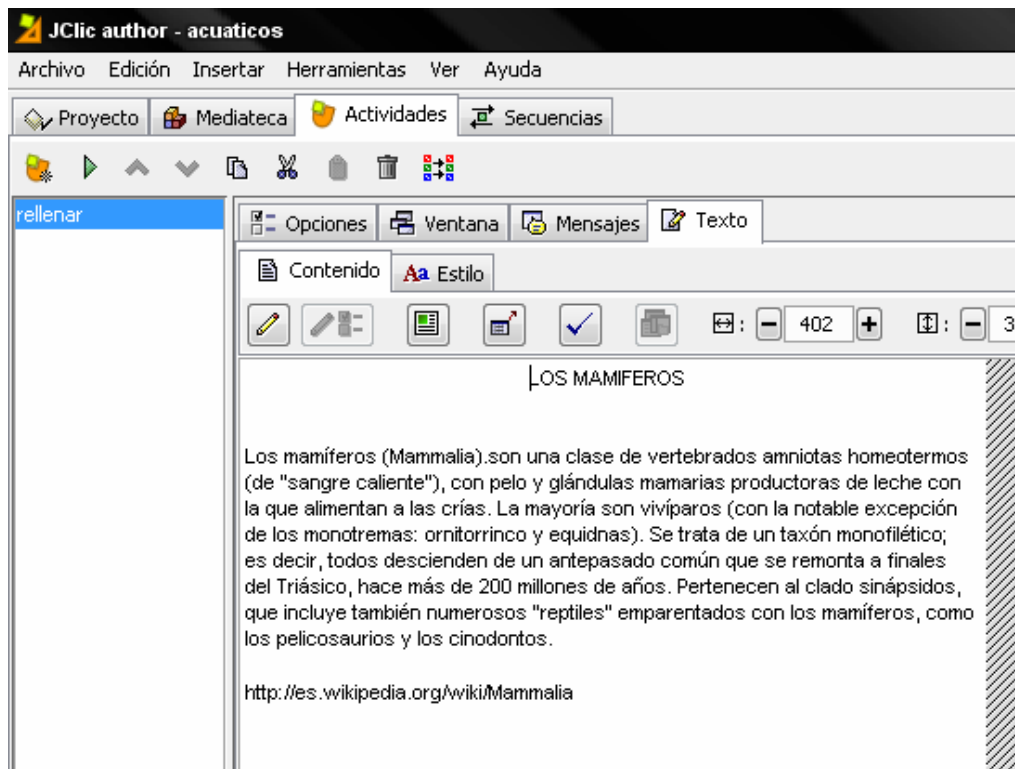 JClic author - acuaticos
Archivo Edición Insertar Herramientas Ver Ayuda
Proyecto Mediateca Actividades Secuencias
rellenar
Opciones Ventana Mensajes Texto
Contenido Aa Estilo
: 402 : 3
LOS MAMIFEROS
Los mamíferos (Mammalia).son una clase de vertebrados amniotas homeotermos
(de "sangre caliente"), con pelo y glándulas mamarias productoras de leche con
la que alimentan a las crías. La mayoría son vivíparos (con la notable excepción
de los monotremas: ornitorrinco y equidnas). Se trata de un taxón monofilético;
es decir, todos descienden de un antepasado común que se remonta a finales
del Triásico, hace más de 200 millones de años. Pertenecen al clado sinápsidos,
que incluye también numerosos "reptiles" emparentados con los mamíferos, como
los pelicosaurios y los cinodontos.
http://es.wikipedia.org/wiki/Mammalia